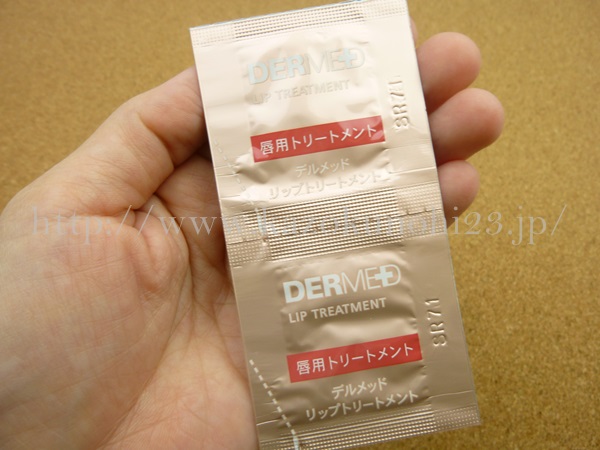 DERMED
LIP TREATMENT
唇用トリートメント
デルメッド
リップトリートメント
8R71
DERMED
LIP TREATMENT
唇用トリートメント
デルメッド
リップトリートメント
8R71